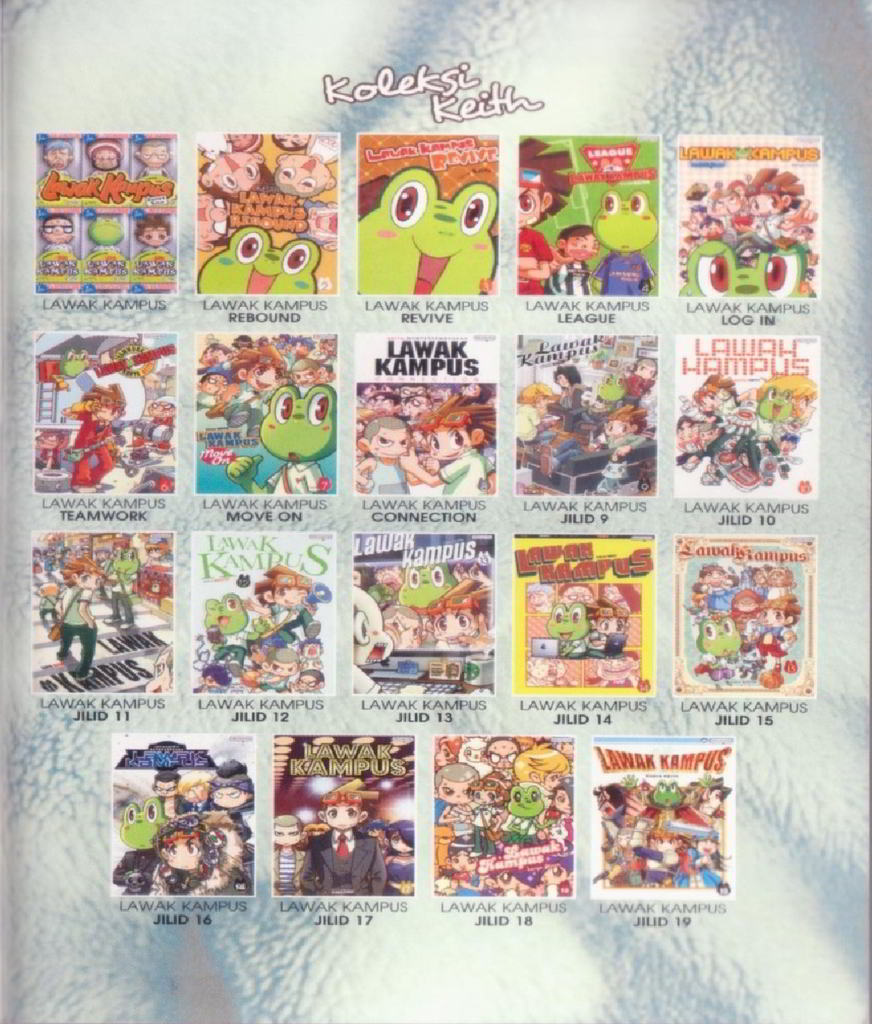 Koleksi
Keith
LAWAK KAMPUS
LAWAK KAMPUS
REBOUND
LAWAK KAMPUS
REVIVE
LAWAK KAMPUS
LEAGUE
LAWAK KAMPUS
LOG IN
LAWAK KAMPUS
TEAMWORK
LAWAK KAMPUS
MOVE ON
LAWAK KAMPUS
CONNECTION
LAWAK KAMPUS
JILID 9
LAWAK KAMPUS
JILID 10
LAWAK KAMPUS
JILID 11
LAWAK KAMPUS
JILID 12
LAWAK KAMPUS
JILID 13
LAWAK KAMPUS
JILID 14
LAWAK KAMPUS
JILID 15
LAWAK KAMPUS
JILID 16
LAWAK KAMPUS
JILID 17
LAWAK KAMPUS
JILID 18
LAWAK KAMPUS
JILID 19